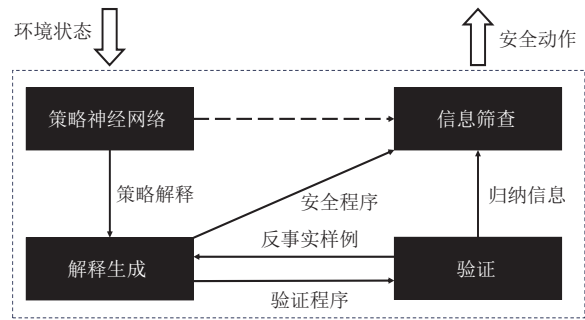 环境状态
安全动作
策略神经网络
信息筛查
策略解释
安全程序
归纳信息
反事实样例
解释生成
验证
验证程序